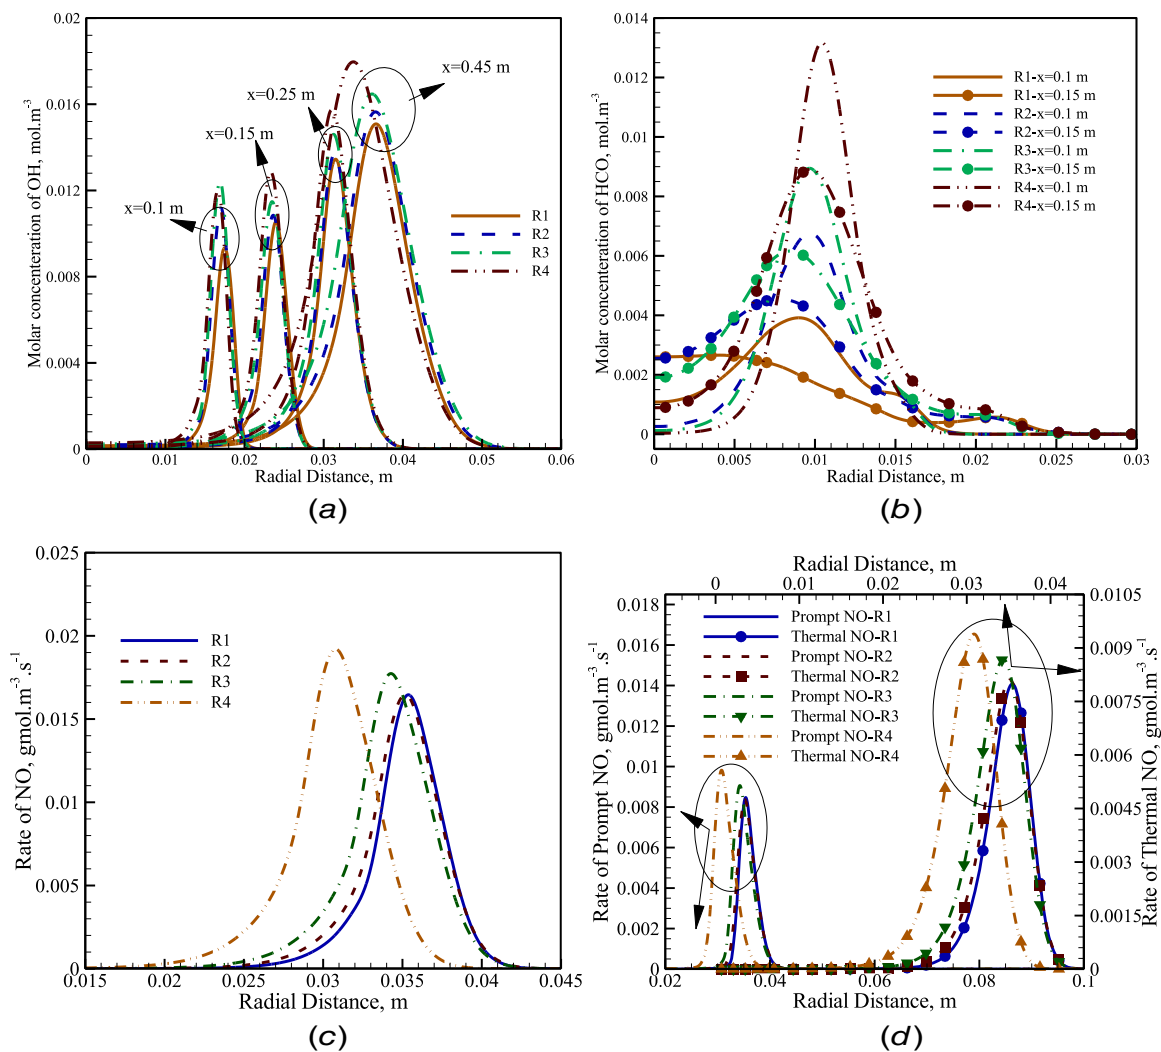 0.02
0.016
0.012
0.008
0.004
0
Molar concenteration of OH, mol.m-3
x=0.45 m
x=0.25 m
x=0.15 m
x=0.1 m
R1
R2
R3
R4
0 0.01 0.02 0.03 0.04 0.05 0.06
Radial Distance, m
(a)
0.014
0.012
0.01
0.008
0.006
0.004
0.002
0
Molar concentration of HCO, mol.m-3
R1-x=0.1 m
R1-x=0.15 m
R2-x=0.1 m
R2-x=0.15 m
R3-x=0.1 m
R3-x=0.15 m
R4-x=0.1 m
R4-x=0.15 m
0 0.005 0.01 0.015 0.02 0.025 0.03
Radial Distance, m
(b)
0.025
0.02
0.015
0.01
0.005
0
Rate of NO, gmol.m-3.s-1
R1
R2
R3
R4
0.015 0.02 0.025 0.03 0.035 0.04 0.045
Radial Distance, m
(c)
Radial Distance, m
0 0.01 0.02 0.03 0.04
0.018
0.016
0.014
0.012
0.01
0.008
0.006
0.004
0.002
0
Rate of Prompt NO, gmol.m-3.s-1
Prompt NO-R1
Thermal NO-R1
Prompt NO-R2
Thermal NO-R2
Prompt NO-R3
Thermal NO-R3
Prompt NO-R4
Thermal NO-R4
0.0105
0.009
0.0075
0.006
0.0045
0.003
0.0015
0
Rate of Thermal NO, gmol.m-3.s-1
0.02 0.04 0.06 0.08 0.1
Radial Distance, m
(d)